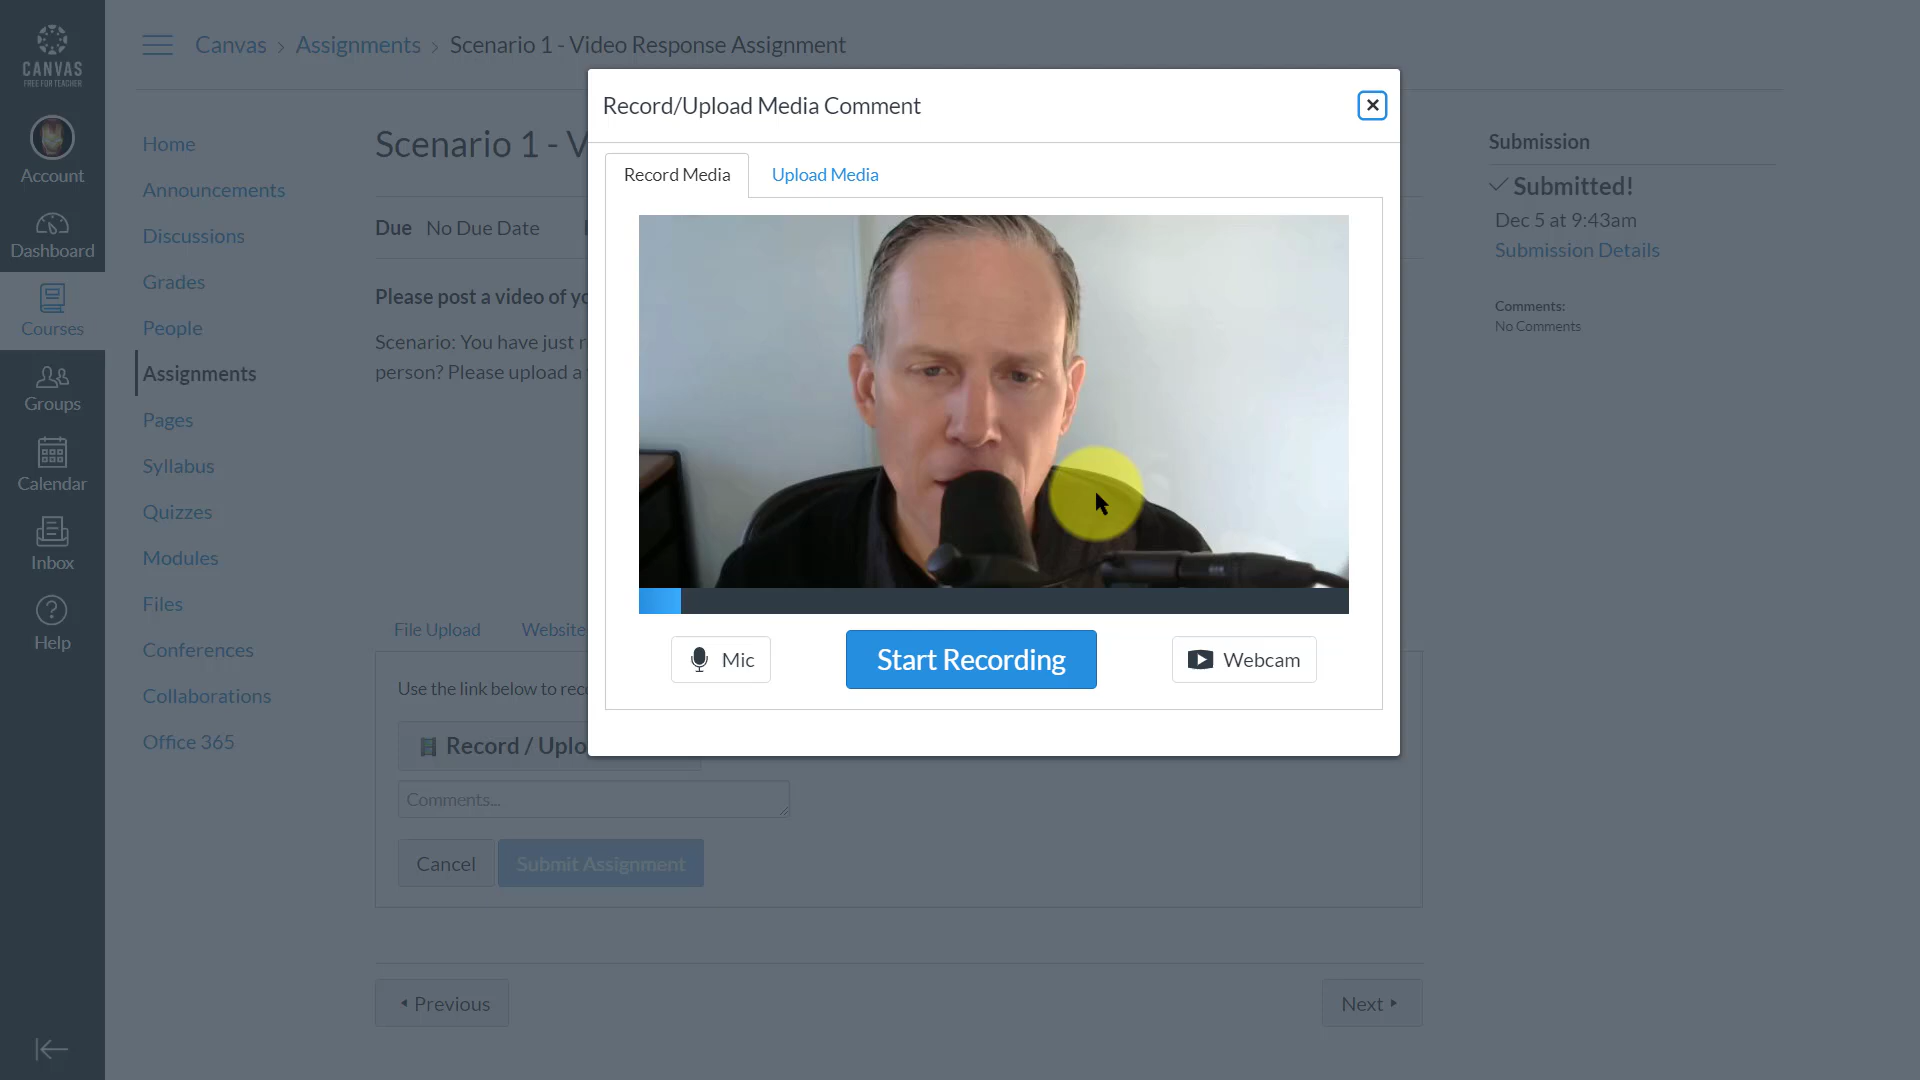 CANVAS
FREE FOR TEACHER
Account
Dashboard
Courses
Groups
Calendar
Inbox
Help
Canvas › Assignments › Scenario 1 - Video Response Assignment
Home
Announcements
Discussions
Grades
People
Assignments
Pages
Syllabus
Quizzes
Modules
Files
Conferences
Collaborations
Office 365
Scenario 1 - V
Due No Due Date
Please post a video of yo
Scenario: You have just r
person? Please upload a
File Upload Website
Use the link below to reco
Record / Uplo
Comments...
Cancel Submit Assignment
Previous
Next
Record/Upload Media Comment
Record Media Upload Media
Mic Start Recording Webcam
Submission
Submitted!
Dec 5 at 9:43am
Submission Details
Comments:
No Comments